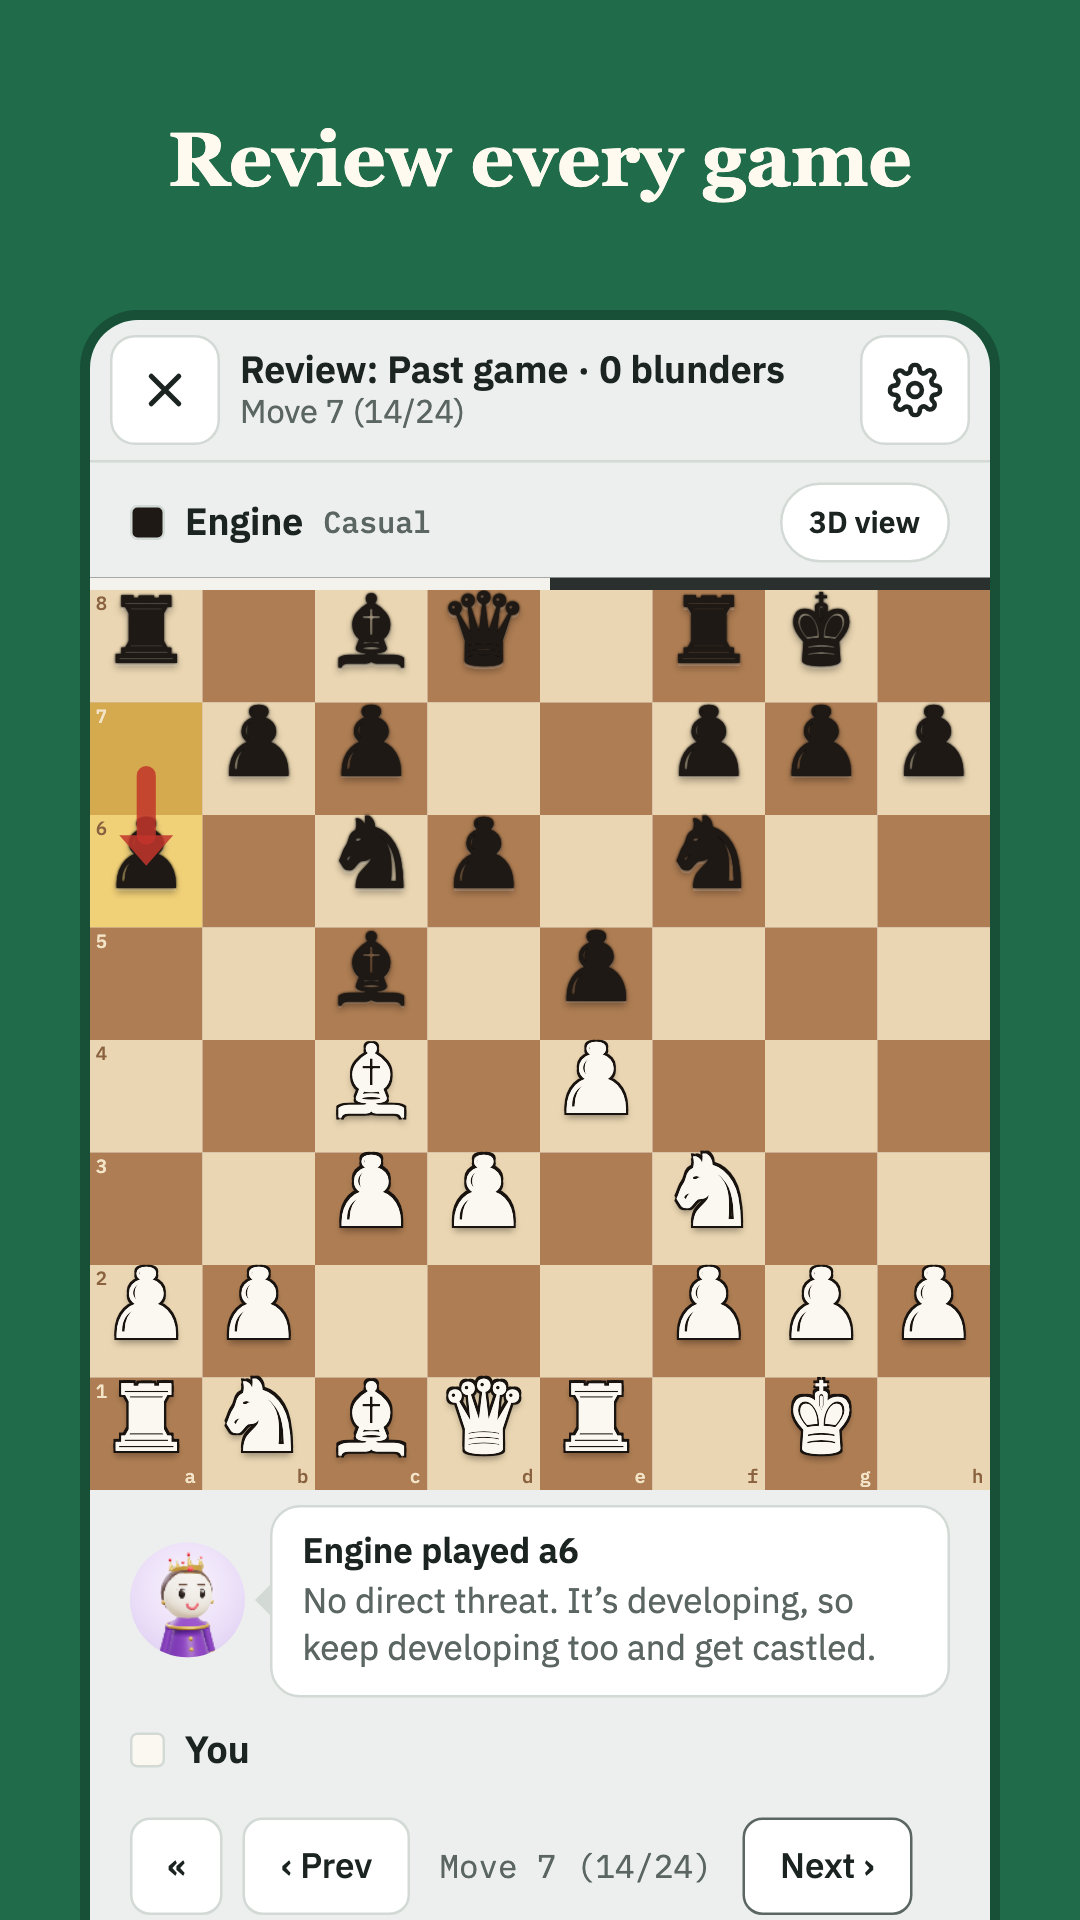 Review every game
Review: Past game · 0 blunders
Move 7 (14/24)
Engine Casual
3D view
8
7
6
5
4
3
2
1
a b c d e f g h
Engine played a6
No direct threat. It’s developing, so
keep developing too and get castled.
You
« ‹ Prev Move 7 (14/24) Next ›